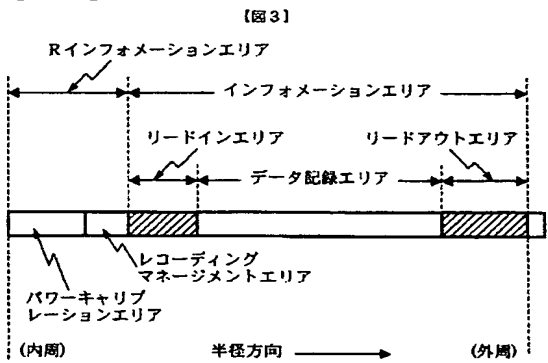 【図3】
Rインフォメーションエリア
インフォメーションエリア
リードインエリア
リードアウトエリア
データ記録エリア
レコーディング
マネージメントエリア
パワーキャリブ
レーションエリア
(内周)
半径方向
(外周)